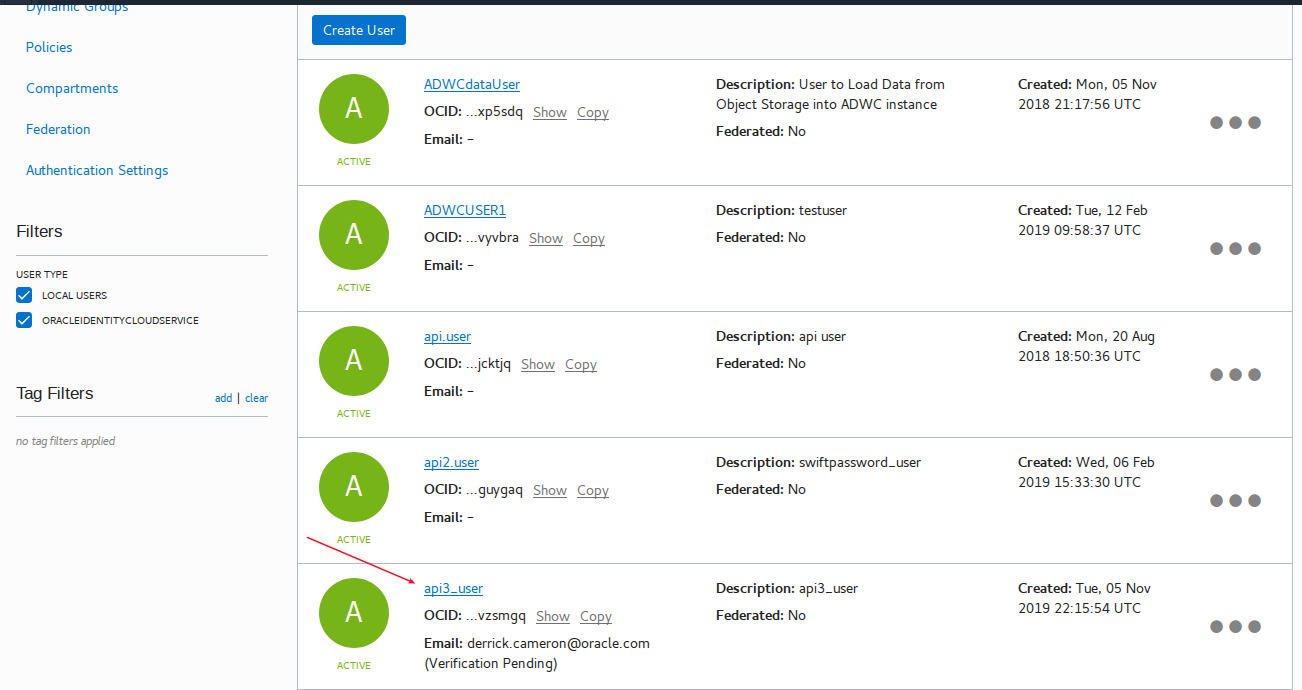 Dynamic Groups
Policies
Compartments
Federation
Authentication Settings
Filters
USER TYPE
LOCAL USERS
ORACLEIDENTITYCLOUDSERVICE
Tag Filters
add | clear
no tag filters applied
Create User
A
ACTIVE
ADWCdataUser
OCID: ...xp5sdq Show Copy
Email: –
Description: User to Load Data from
Object Storage into ADWC instance
Federated: No
Created: Mon, 05 Nov
2018 21:17:56 UTC
A
ACTIVE
ADWCUSER1
OCID: ...vyvbra Show Copy
Email: –
Description: testuser
Federated: No
Created: Tue, 12 Feb
2019 09:58:37 UTC
A
ACTIVE
api.user
OCID: ...jcktjq Show Copy
Email: –
Description: api user
Federated: No
Created: Mon, 20 Aug
2018 18:50:36 UTC
A
ACTIVE
api2.user
OCID: ...guygaq Show Copy
Email: –
Description: swiftpassword_user
Federated: No
Created: Wed, 06 Feb
2019 15:33:30 UTC
A
ACTIVE
api3_user
OCID: ...vzsmgq Show Copy
Email: derrick.cameron@oracle.com
(Verification Pending)
Description: api3_user
Federated: No
Created: Tue, 05 Nov
2019 22:15:54 UTC